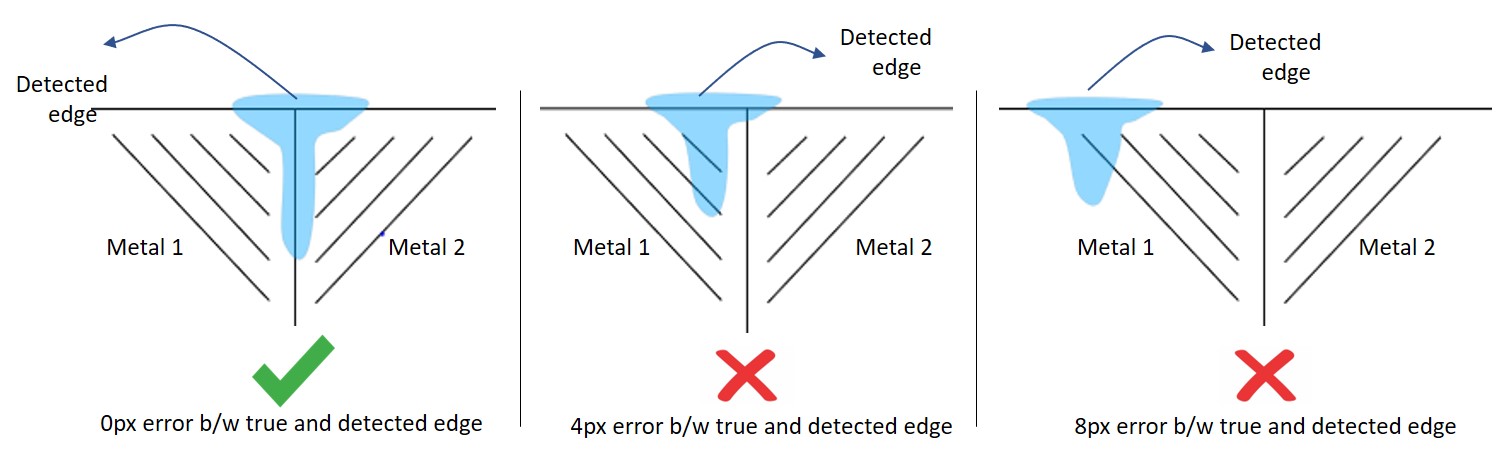 Detected
edge
Metal 1
Metal 2
0px error b/w true and detected edge
Detected
edge
Metal 1
Metal 2
4px error b/w true and detected edge
Detected
edge
Metal 1
Metal 2
8px error b/w true and detected edge